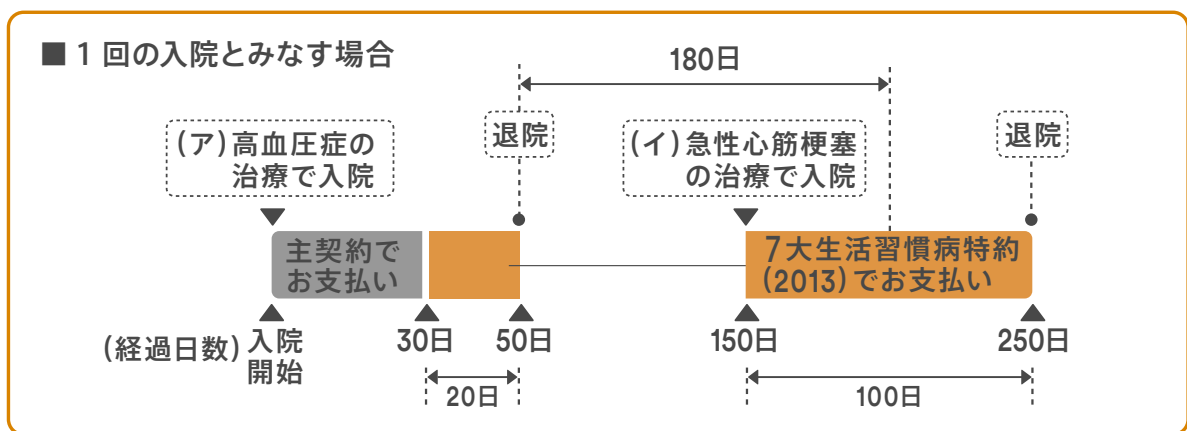 ■ 1 回の入院とみなす場合
180日
(ア)高血圧症の
治療で入院
退院
(イ)急性心筋梗塞
の治療で入院
退院
主契約で
お支払い
7大生活習慣病特約
(2013)でお支払い
(経過日数)
入院
開始
30日
50日
150日
250日
20日
100日